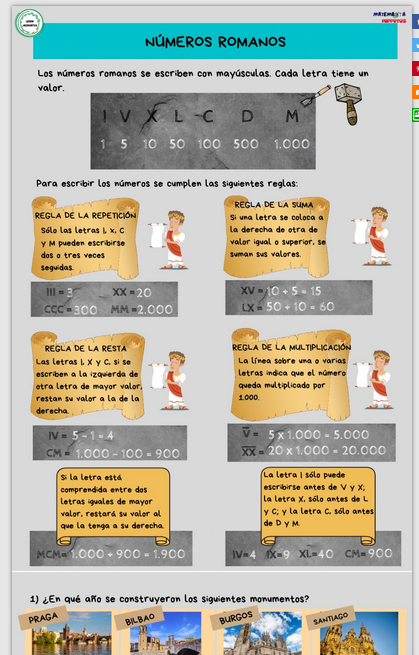 NÚMEROS ROMANOS
Los números romanos se escriben con mayúsculas. Cada letra tiene un
valor.
I V X L C D M
1 5 10 50 100 500 1.000
Para escribir los números se cumplen las siguientes reglas:
REGLA DE LA REPETICIÓN
Sólo las letras I, X, C
y M pueden escribirse
dos o tres veces
seguidas.
III = 3 XX = 20
CCC = 300 MM = 2.000
REGLA DE LA SUMA
Si una letra se coloca a
la derecha de otra de
valor igual o superior, se
suman sus valores.
XV = 10 + 5 = 15
LX = 50 + 10 = 60
REGLA DE LA RESTA
Las letras I, X y C, si se
escriben a la izquierda de
otra letra de mayor valor,
restan su valor a la de la
derecha.
IV = 5 - 1 = 4
CM = 1.000 - 100 = 900
REGLA DE LA MULTIPLICACIÓN
La línea sobre una o varias
letras indica que el número
queda multiplicado por
1.000.
V̅ = 5 x 1.000 = 5.000
X̅X̅ = 20 x 1.000 = 20.000
Si la letra está
comprendida entre dos
letras iguales de mayor
valor, restará su valor al
que la tenga a su derecha.
MCM = 1.000 + 900 = 1.900
La letra I sólo puede
escribirse antes de V y X;
la letra X, sólo antes de L
y C; y la letra C, sólo antes
de D y M.
IV=4 IX=9 XL=40 CM=900
1) ¿En qué año se construyeron los siguientes monumentos?
PRAGA
BILBAO
BURGOS
SANTIAGO